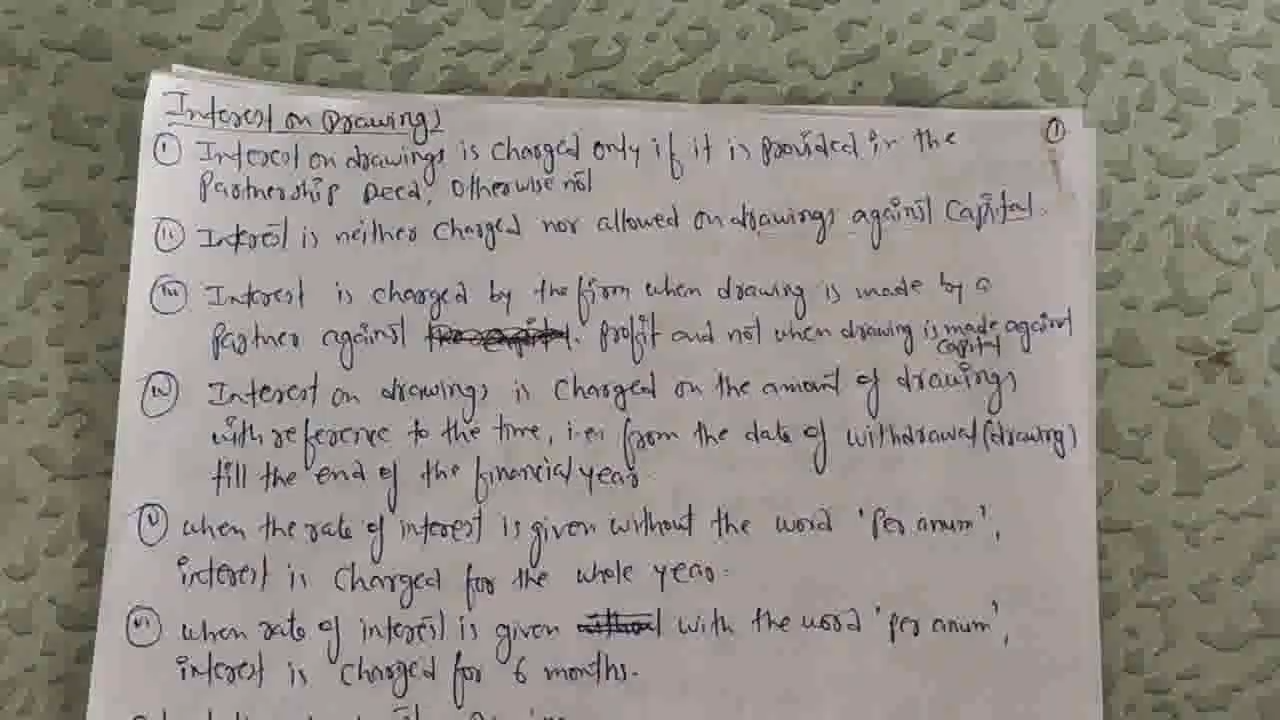 Interest on Drawings
①
(i) Interest on drawings is charged only if it is provided in the
Partnership Deed, otherwise not
(ii) Interest is neither charged nor allowed on drawings against Capital.
(iii) Interest is charged by the firm when drawing is made by a
Partner against profit and not when drawing is made against
capital
(iv) Interest on drawings is charged on the amount of drawings
with reference to the time, i.e. from the date of withdrawal (drawing)
till the end of the financial year
(v) when the rate of interest is given without the word 'Per anum',
interest is charged for the whole year.
(vi) when rate of interest is given with the word 'per anum',
interest is charged for 6 months.